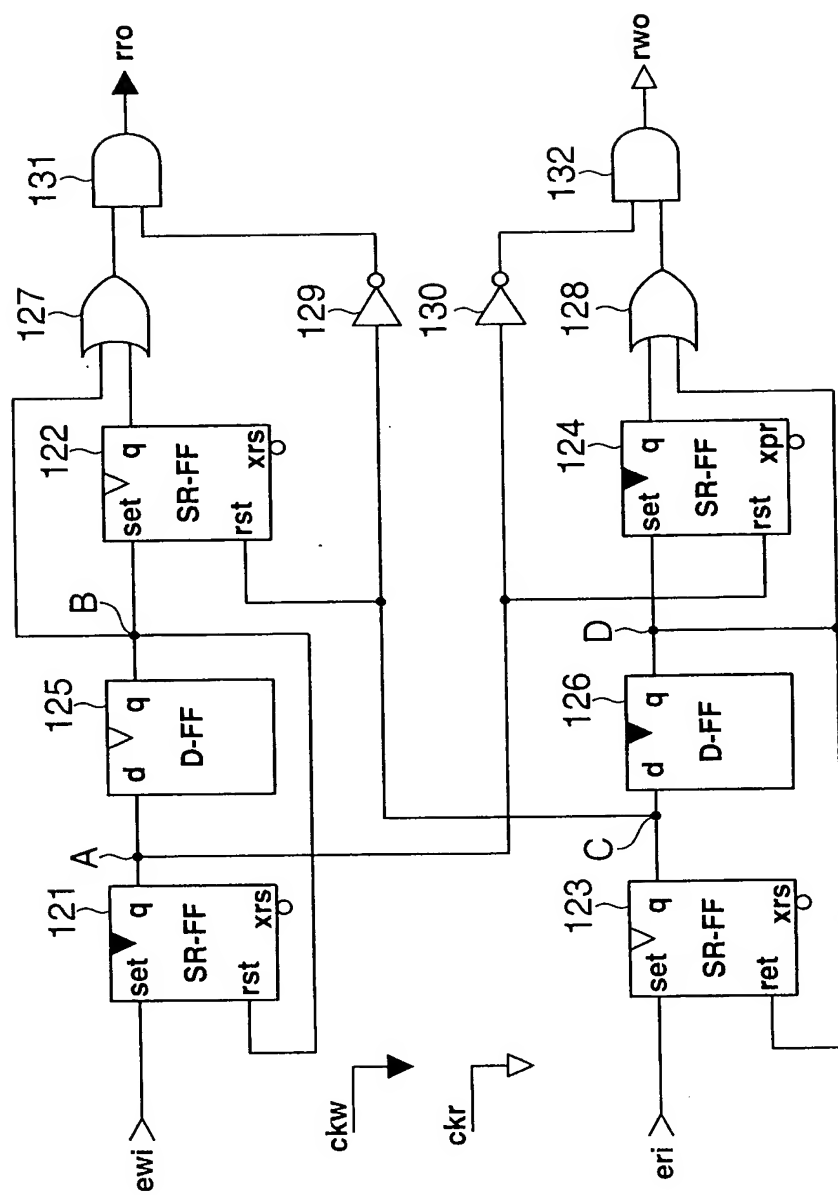 rro
131
127
129
122
q
set
SR-FF
xrs
rst
B
125
q
d
D-FF
A
121
q
set
SR-FF
xrs
rst
ewi
ckw
ckr
rwo
132
130
128
124
q
set
SR-FF
xpr
rst
D
126
q
d
D-FF
C
123
q
set
SR-FF
xrs
ret
eri